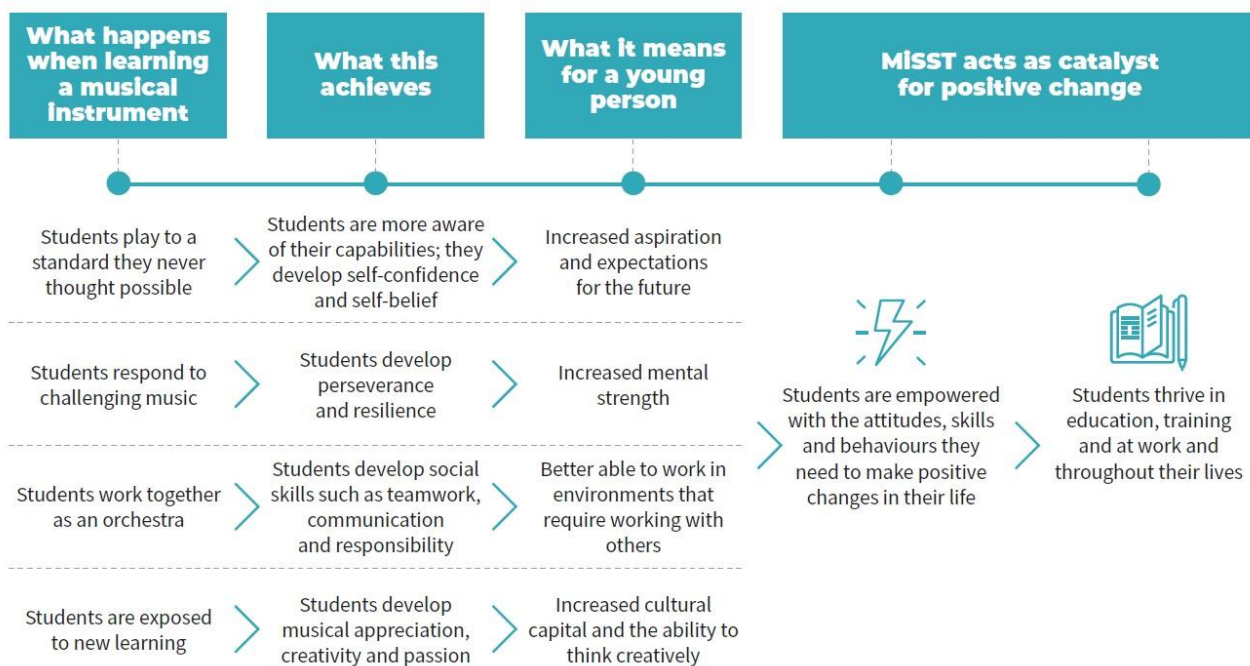 What happens
when learning
a musical
instrument
What this
achieves
What it means
for a young
person
MiSST acts as catalyst
for positive change
Students play to a
standard they never
thought possible
Students are more aware
of their capabilities; they
develop self-confidence
and self-belief
Increased aspiration
and expectations
for the future
Students respond to
challenging music
Students develop
perseverance
and resilience
Increased mental
strength
Students work together
as an orchestra
Students develop social
skills such as teamwork,
communication
and responsibility
Better able to work in
environments that
require working with
others
Students are exposed
to new learning
Students develop
musical appreciation,
creativity and passion
Increased cultural
capital and the ability to
think creatively
Students are empowered
with the attitudes, skills
and behaviours they
need to make positive
changes in their life
Students thrive in
education, training
and at work and
throughout their lives